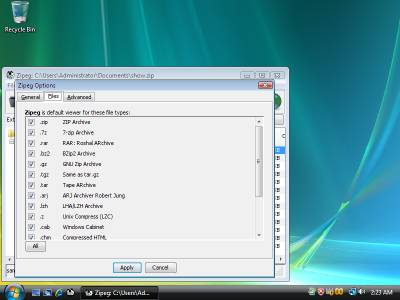 Recycle Bin
Zipeg: C:\Users\Administrator\Documents\show.zip
Zipeg Options
General Files Advanced
Zipeg is default viewer for these file types:
.zip ZIP Archive
.7z 7-zip Archive
.rar RAR: Roshal ARchive
.bz2 BZip2 Archive
.gz GNU Zip Archive
.tgz Same as tar.gz
.tar Tape ARchive
.arj ARJ Archiver Robert Jung
.lzh LHA|LZH Archive
.z Unix Compress (LZC)
.cab Windows Cabinet
.chm Compressed HTML
All
Apply Cancel
Zipeg: C:\Users\Ad...
2:23 AM